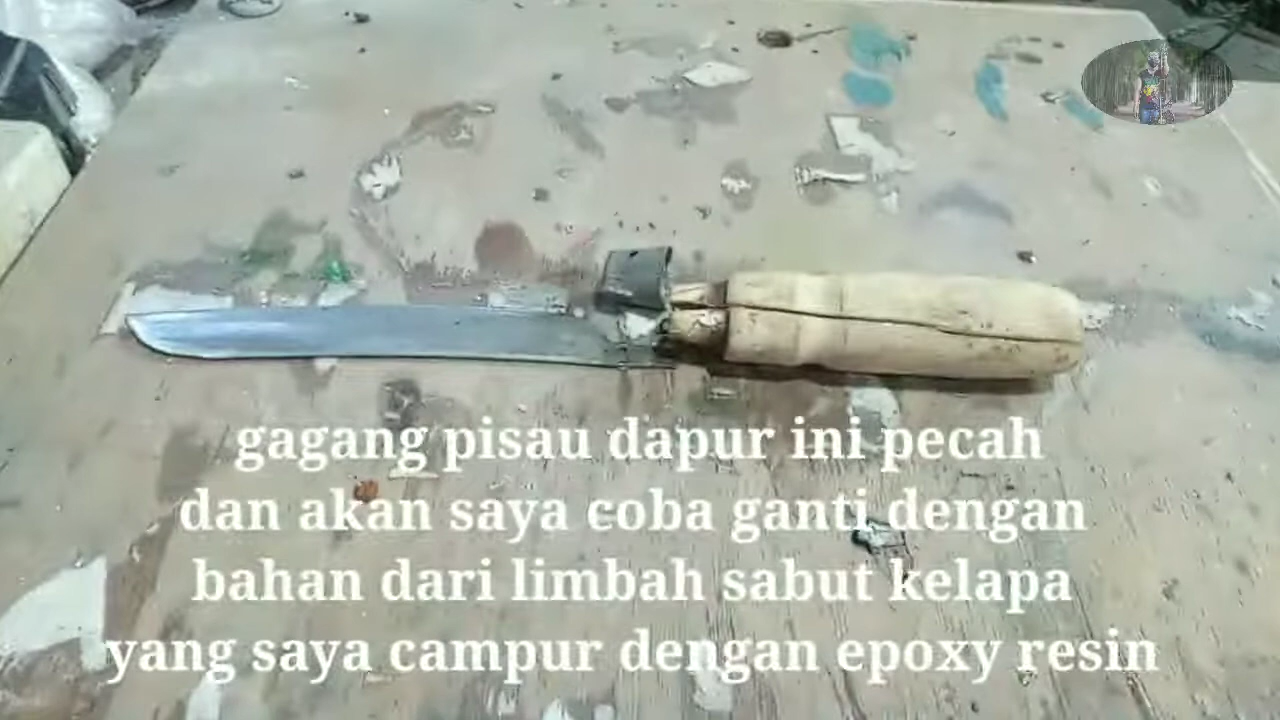 gagang pisau dapur ini pecah
dan akan saya coba ganti dengan
bahan dari limbah sabut kelapa
yang saya campur dengan epoxy resin